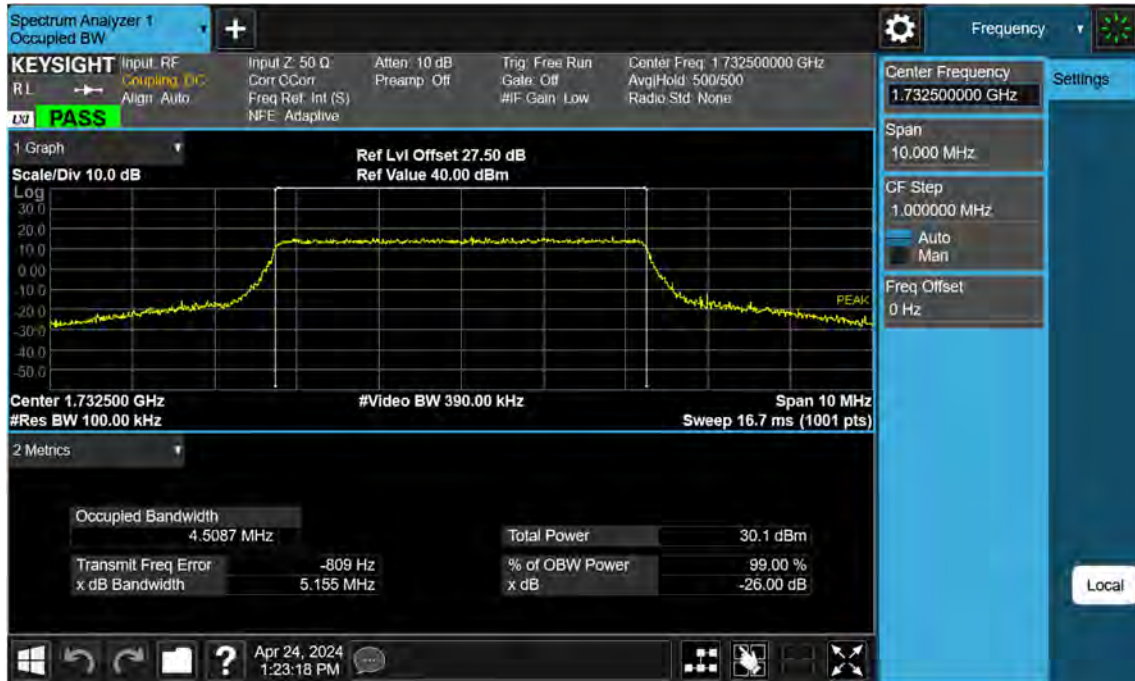 Spectrum Analyzer 1
Occupied BW
Frequency
KEYSIGHT
Input: RF
Coupling: DC
Align: Auto
Input Z: 50 Ω
Corr CCorr
Freq Ref: Int (S)
NFE: Adaptive
Atten: 10 dB
Preamp: Off
Trig: Free Run
Gate: Off
#IF Gain: Low
Center Freq: 1.732500000 GHz
Avg|Hold: 500/500
Radio Std: None
R L
LXI
PASS
Center Frequency
1.732500000 GHz
Settings
Span
10.000 MHz
CF Step
1.000000 MHz
Auto
Man
Freq Offset
0 Hz
Local
1 Graph
Scale/Div 10.0 dB
Ref Lvl Offset 27.50 dB
Ref Value 40.00 dBm
Log
30.0
20.0
10.0
0.00
-10.0
-20.0
-30.0
-40.0
-50.0
PEAK
Center 1.732500 GHz
#Video BW 390.00 kHz
Span 10 MHz
#Res BW 100.00 kHz
Sweep 16.7 ms (1001 pts)
2 Metrics
Occupied Bandwidth
4.5087 MHz
Total Power 30.1 dBm
Transmit Freq Error -809 Hz
% of OBW Power 99.00 %
x dB Bandwidth 5.155 MHz
x dB -26.00 dB
?
Apr 24, 2024
1:23:18 PM